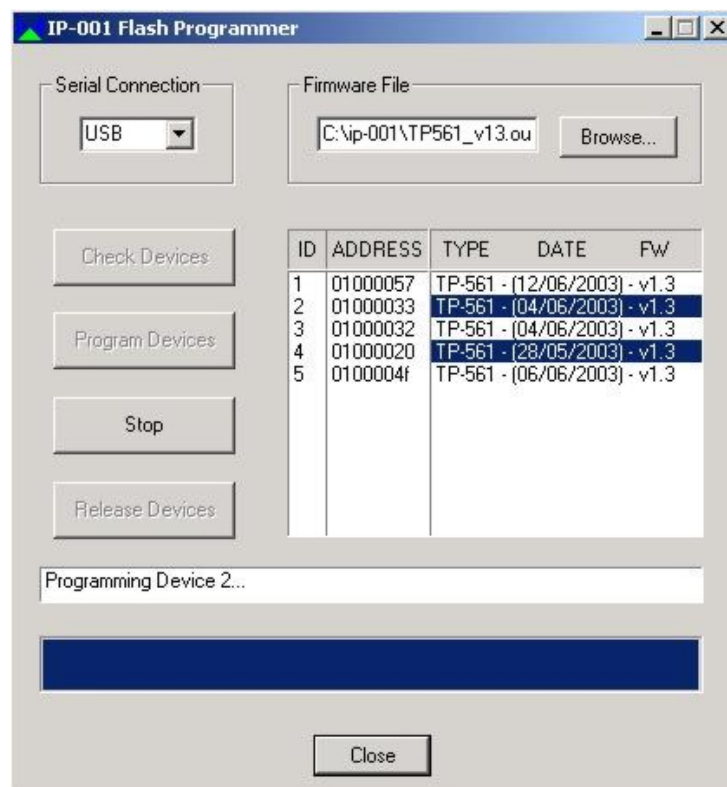 IP-001 Flash Programmer
Serial Connection
USB
Firmware File
C:\ip-001\TP561_v13.ou
Browse...
Check Devices
Program Devices
Stop
Release Devices
ID ADDRESS TYPE DATE FW
1 01000057 TP-561 - (12/06/2003) - v1.3
2 01000033 TP-561 - (04/06/2003) - v1.3
3 01000032 TP-561 - (04/06/2003) - v1.3
4 01000020 TP-561 - (28/05/2003) - v1.3
5 0100004f TP-561 - (06/06/2003) - v1.3
Programming Device 2...
Close